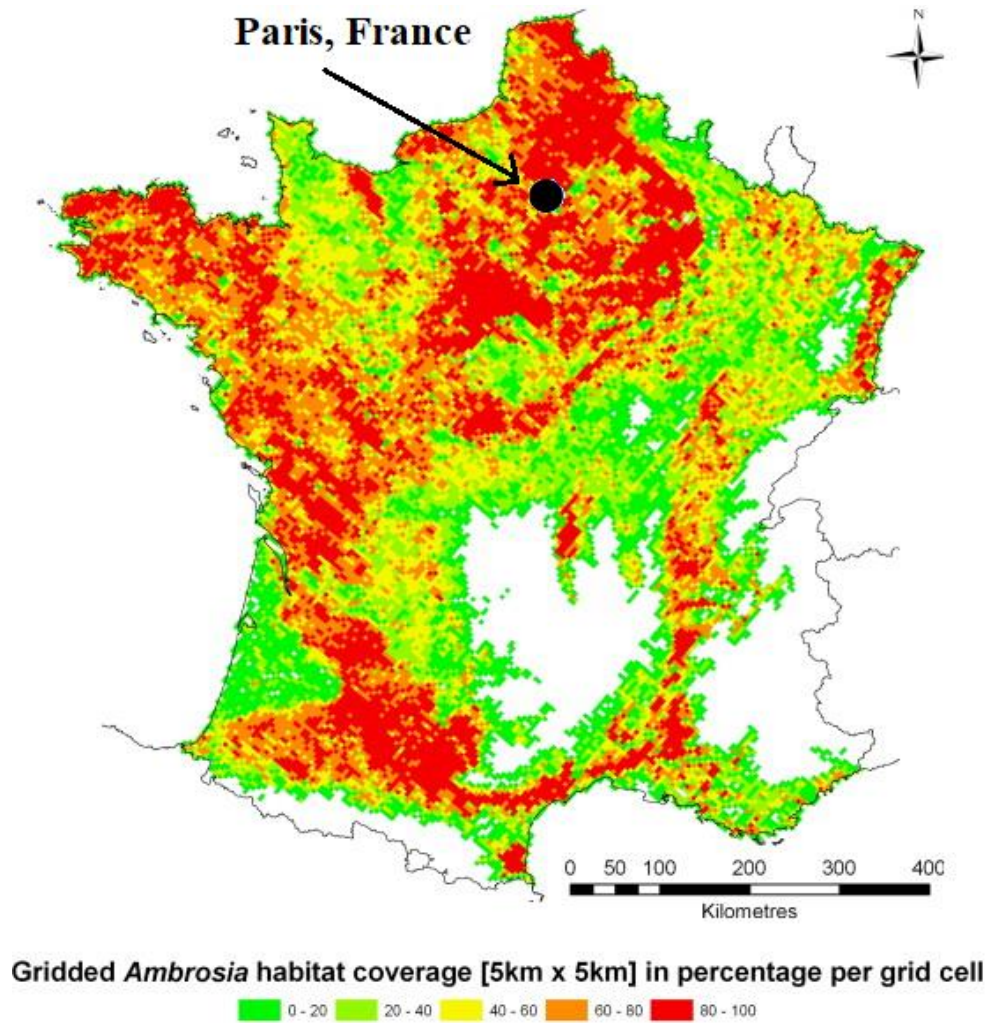 Paris, France
N
0 50 100 200 300 400
Kilometres
Gridded Ambrosia habitat coverage [5km x 5km] in percentage per grid cell
0 - 20 20 - 40 40 - 60 60 - 80 80 - 100